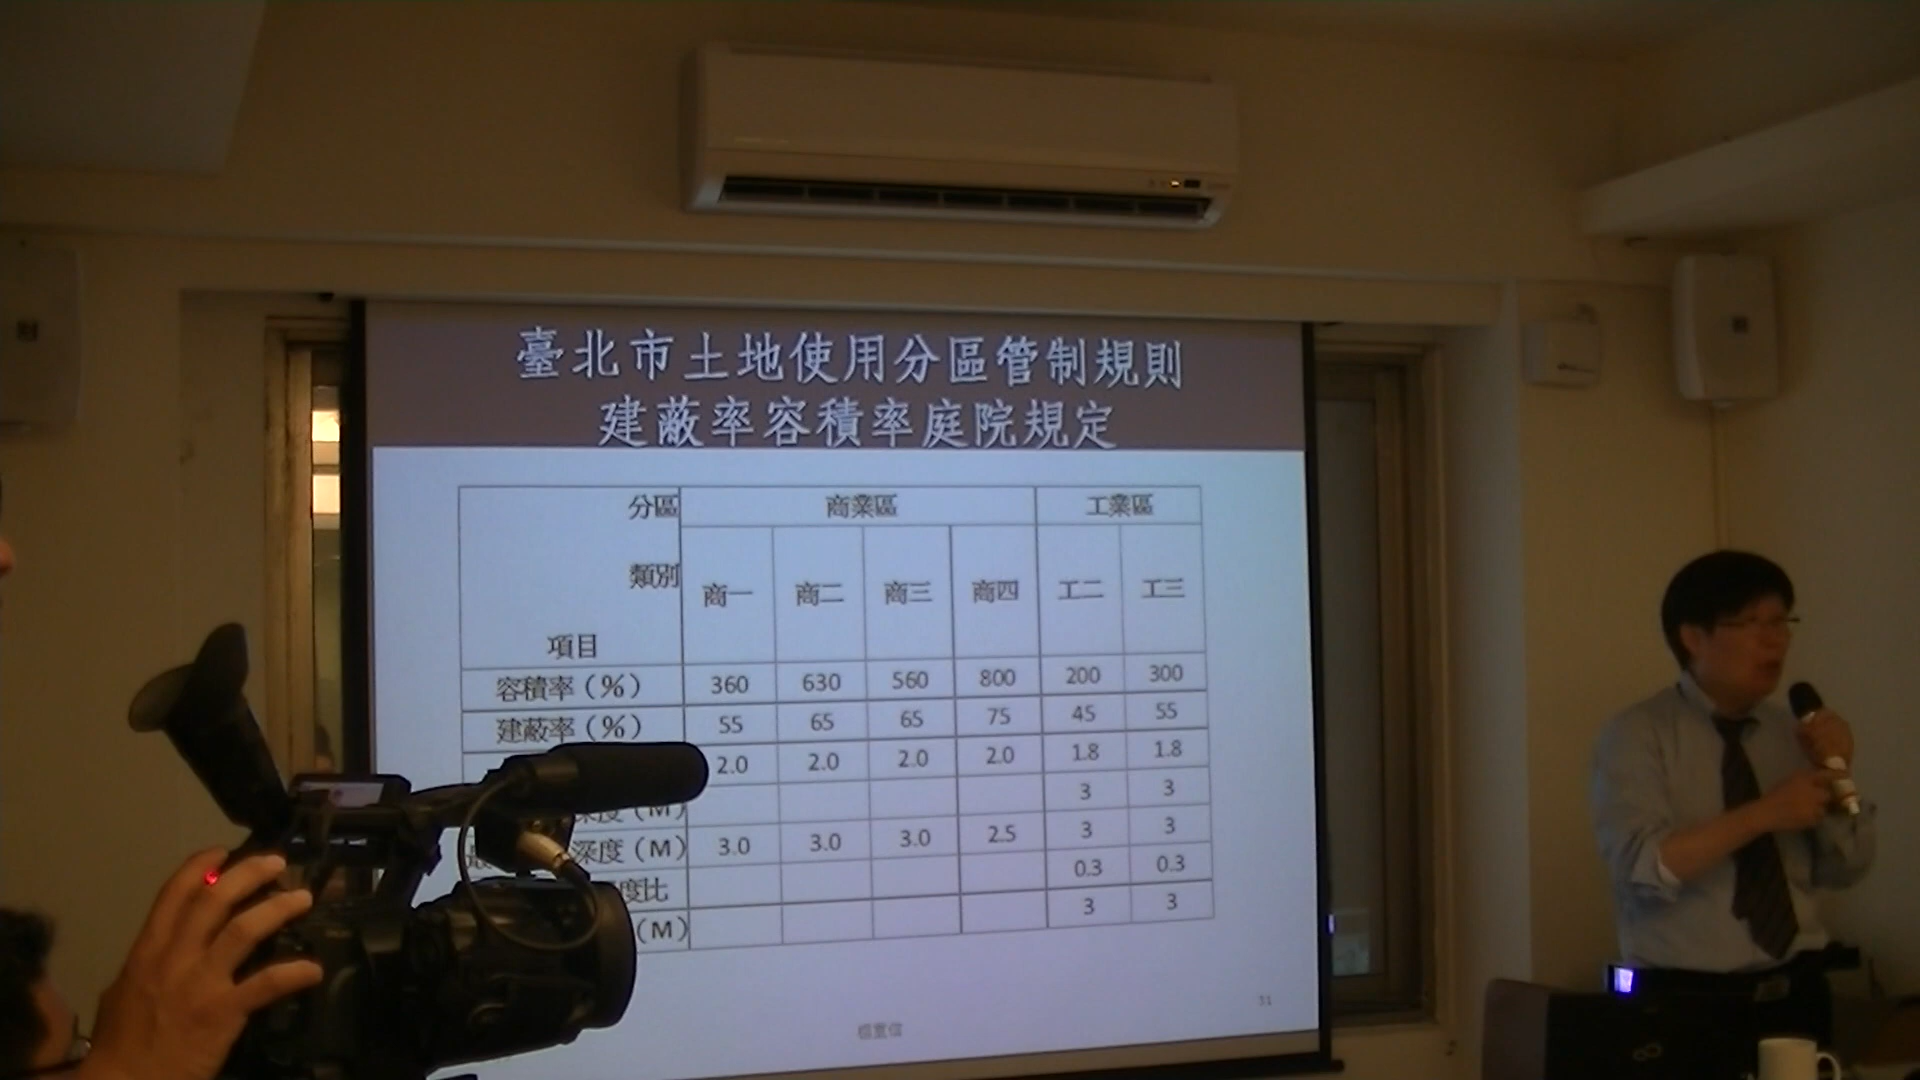 臺北市土地使用分區管制規則
建蔽率容積率庭院規定
分區 商業區 工業區
類別 商一 商二 商三 商四 工二 工三
項目
容積率(%) 360 630 560 800 200 300
建蔽率(%) 55 65 65 75 45 55
2.0 2.0 2.0 2.0 1.8 1.8
深度(M) 3 3
深度(M) 3.0 3.0 3.0 2.5 3 3
度比 0.3 0.3
(M) 3 3
31